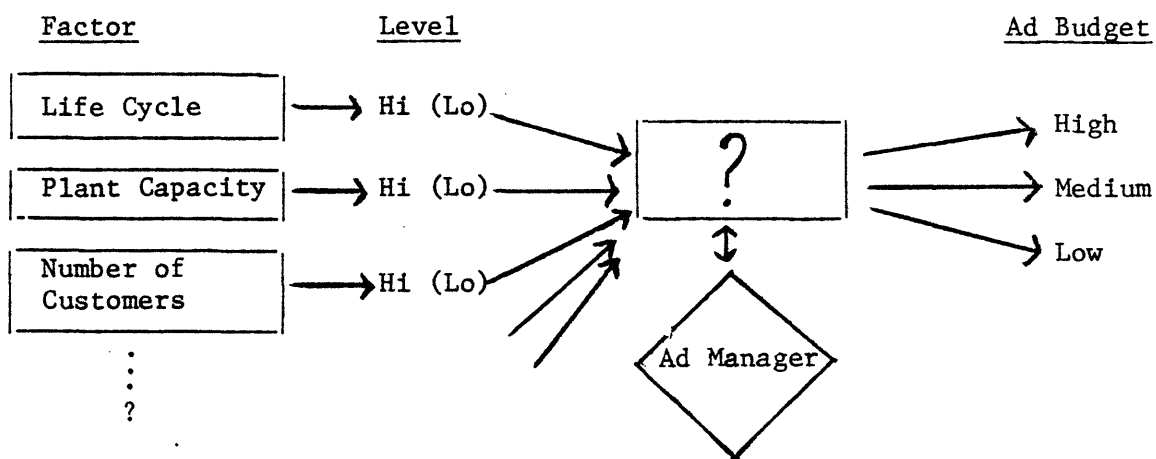 Factor Level Ad Budget
Life Cycle Hi (Lo)
High
?
Plant Capacity Hi (Lo) Medium
Number of
Customers Hi (Lo) Low
Ad Manager
?